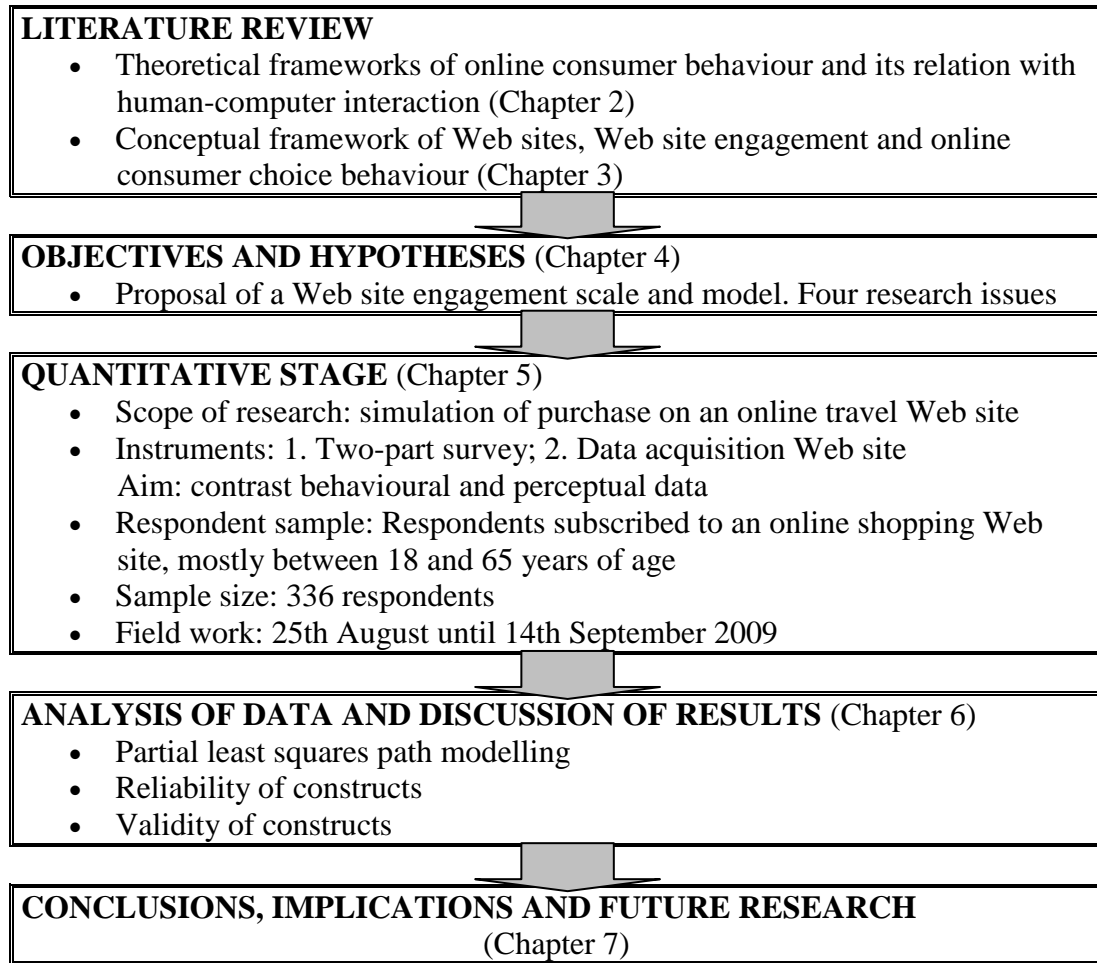 LITERATURE REVIEW
• Theoretical frameworks of online consumer behaviour and its relation with
human-computer interaction (Chapter 2)
• Conceptual framework of Web sites, Web site engagement and online
consumer choice behaviour (Chapter 3)
OBJECTIVES AND HYPOTHESES (Chapter 4)
• Proposal of a Web site engagement scale and model. Four research issues
QUANTITATIVE STAGE (Chapter 5)
• Scope of research: simulation of purchase on an online travel Web site
• Instruments: 1. Two-part survey; 2. Data acquisition Web site
Aim: contrast behavioural and perceptual data
• Respondent sample: Respondents subscribed to an online shopping Web
site, mostly between 18 and 65 years of age
• Sample size: 336 respondents
• Field work: 25th August until 14th September 2009
ANALYSIS OF DATA AND DISCUSSION OF RESULTS (Chapter 6)
• Partial least squares path modelling
• Reliability of constructs
• Validity of constructs
CONCLUSIONS, IMPLICATIONS AND FUTURE RESEARCH
(Chapter 7)